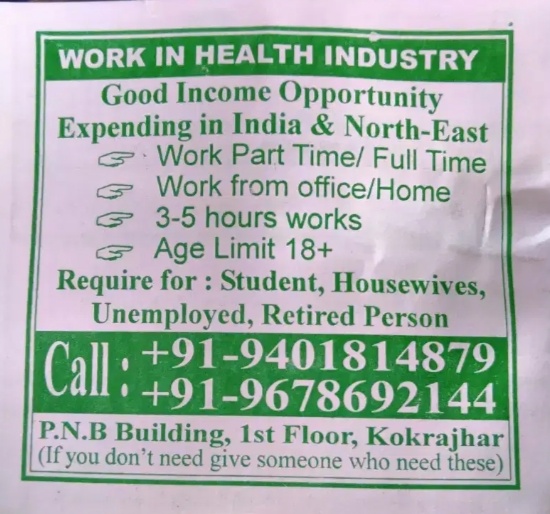 WORK IN HEALTH INDUSTRY
Good Income Opportunity
Expending in India & North-East
Work Part Time/ Full Time
Work from office/Home
3-5 hours works
Age Limit 18+
Require for : Student, Housewives,
Unemployed, Retired Person
Call : +91-9401814879
+91-9678692144
P.N.B Building, 1st Floor, Kokrajhar
(If you don't need give someone who need these)